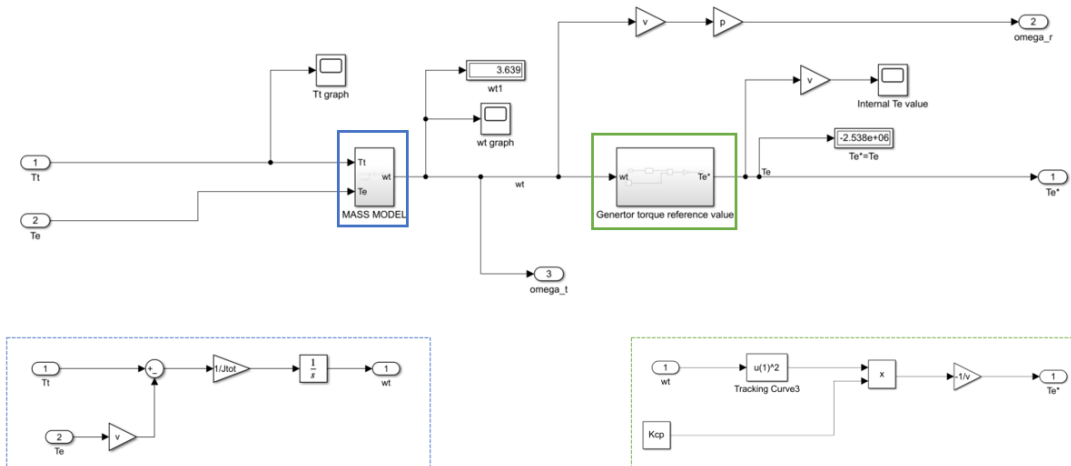 v
p
2
omega_r
Tt graph
3.639
wt1
v
Internal Te value
wt graph
-2.538e+06
Te*=Te
1
Tt
Tt
wt
Te
MASS MODEL
wt
wt
Te*
Genertor torque reference value
Te
1
Te*
2
Te
3
omega_t
1
Tt
+
-
1/Jtot
1
s
1
wt
2
Te
v
1
wt
u(1)^2
Tracking Curve3
x
-1/v
1
Te*
Kcp